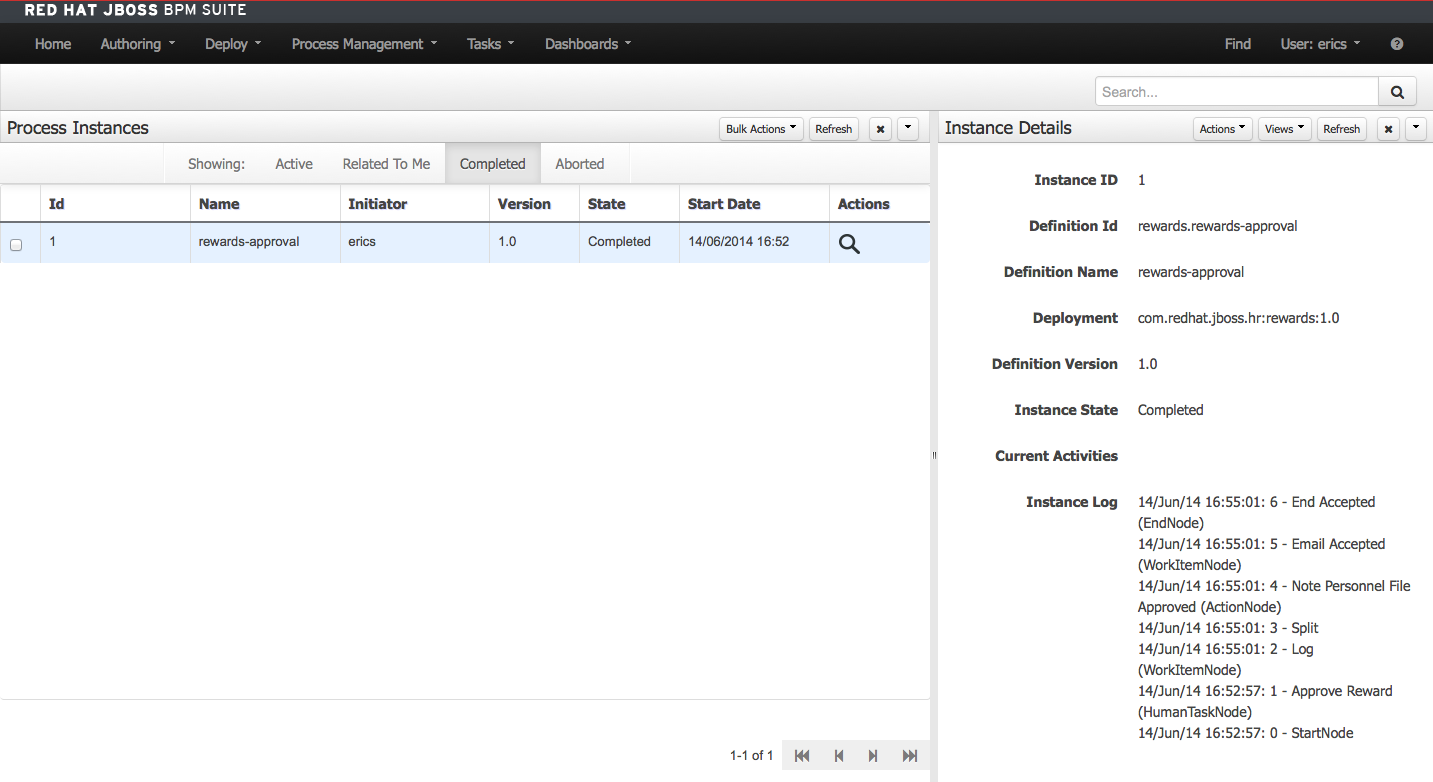 RED HAT JBOSS BPM SUITE
Home Authoring Deploy Process Management Tasks Dashboards Find User: erics ?
Search...
Process Instances Bulk Actions Refresh
Showing: Active Related To Me Completed Aborted
Id Name Initiator Version State Start Date Actions
1 rewards-approval erics 1.0 Completed 14/06/2014 16:52
1-1 of 1
Instance Details Actions Views Refresh
Instance ID 1
Definition Id rewards.rewards-approval
Definition Name rewards-approval
Deployment com.redhat.jboss.hr:rewards:1.0
Definition Version 1.0
Instance State Completed
Current Activities
Instance Log 14/Jun/14 16:55:01: 6 - End Accepted
(EndNode)
14/Jun/14 16:55:01: 5 - Email Accepted
(WorkItemNode)
14/Jun/14 16:55:01: 4 - Note Personnel File
Approved (ActionNode)
14/Jun/14 16:55:01: 3 - Split
14/Jun/14 16:55:01: 2 - Log
(WorkItemNode)
14/Jun/14 16:52:57: 1 - Approve Reward
(HumanTaskNode)
14/Jun/14 16:52:57: 0 - StartNode